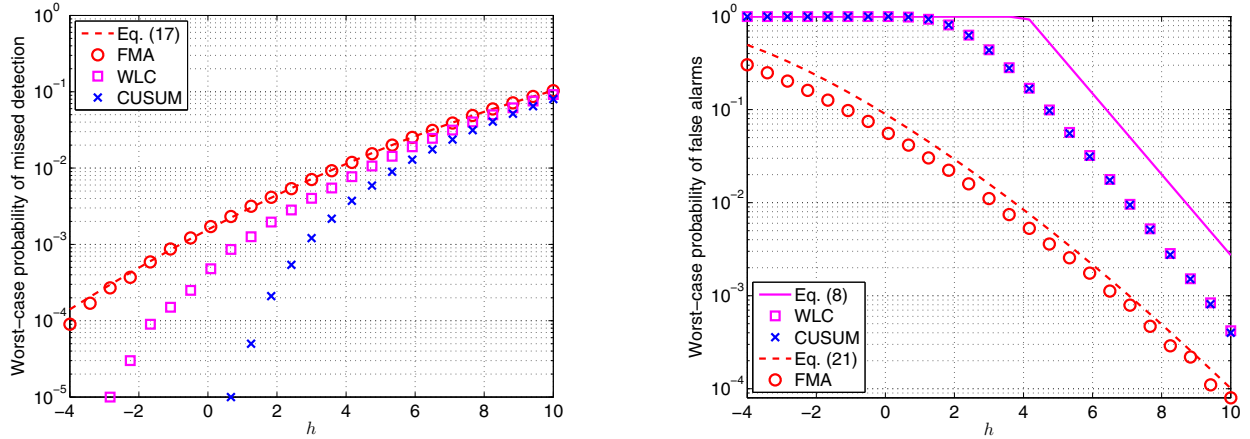 Worst−case probability of missed detection
10^0
10^−1
10^−2
10^−3
10^−4
10^−5
Eq. (17)
FMA
WLC
CUSUM
−4 −2 0 2 4 6 8 10
h
Worst−case probability of false alarms
10^0
10^−1
10^−2
10^−3
10^−4
Eq. (8)
WLC
CUSUM
Eq. (21)
FMA
−4 −2 0 2 4 6 8 10
h